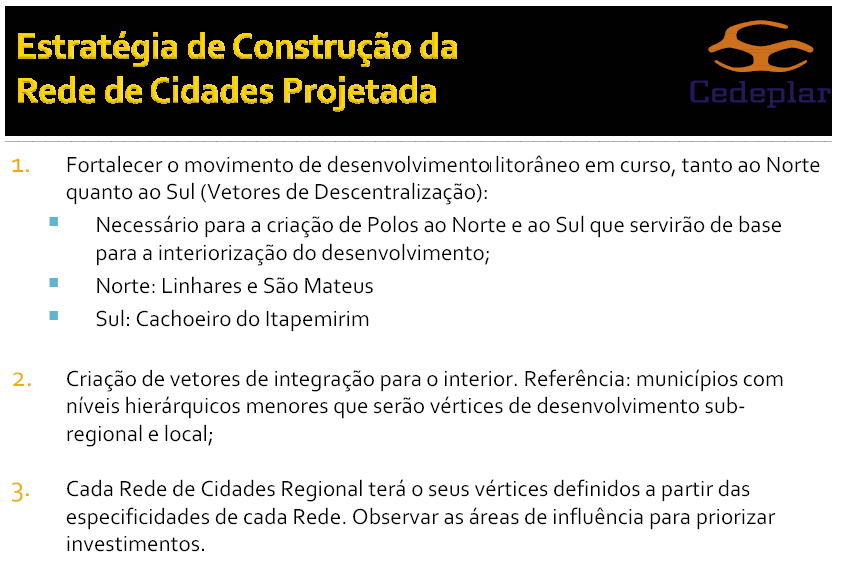 Estratégia de Construção da
Rede de Cidades Projetada
Cedeplar
1. Fortalecer o movimento de desenvolvimento litorâneo em curso, tanto ao Norte
quanto ao Sul (Vetores de Descentralização):
Necessário para a criação de Polos ao Norte e ao Sul que servirão de base
para a interiorização do desenvolvimento;
Norte: Linhares e São Mateus
Sul: Cachoeiro do Itapemirim
2. Criação de vetores de integração para o interior. Referência: municípios com
níveis hierárquicos menores que serão vértices de desenvolvimento sub-
regional e local;
3. Cada Rede de Cidades Regional terá o seus vértices definidos a partir das
especificidades de cada Rede. Observar as áreas de influência para priorizar
investimentos.